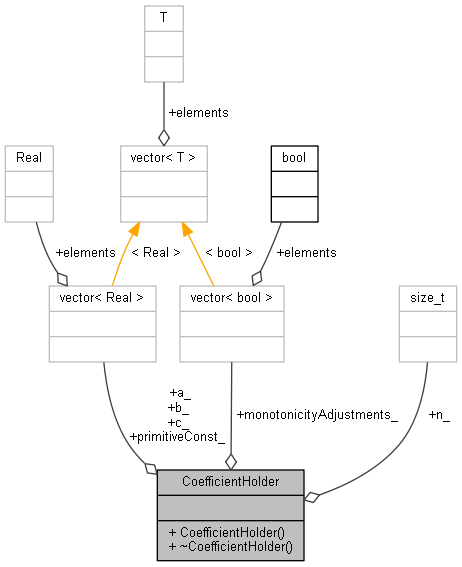 T
+elements
Real
vector< T >
bool
+elements
< Real >
< bool >
+elements
vector< Real >
vector< bool >
size_t
+a_
+b_
+c_
+primitiveConst_
+monotonicityAdjustments_
+n_
CoefficientHolder
+ CoefficientHolder()
+ ~CoefficientHolder()